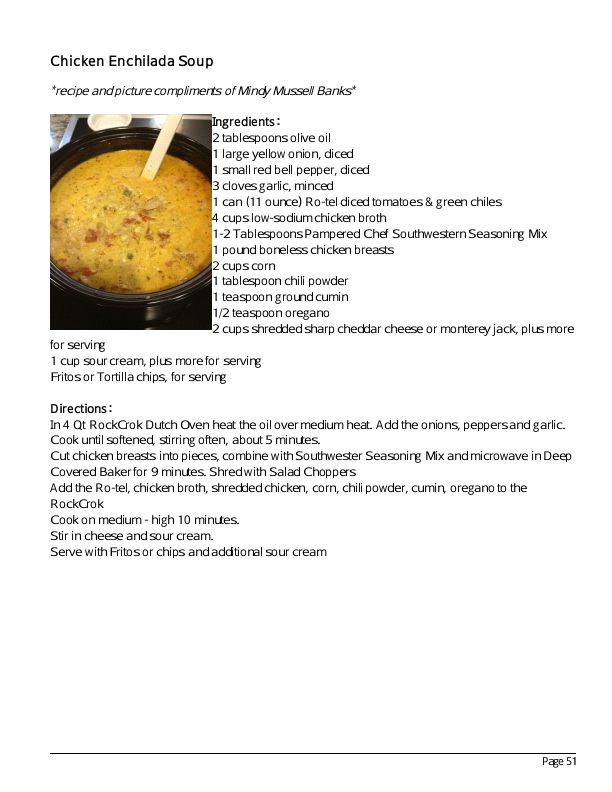 Chicken Enchilada Soup
*recipe and picture compliments of Mindy Mussell Banks*
Ingredients:
2 tablespoons olive oil
1 large yellow onion, diced
1 small red bell pepper, diced
3 cloves garlic, minced
1 can (11 ounce) Ro-tel diced tomatoes & green chiles
4 cups low-sodium chicken broth
1-2 Tablespoons Pampered Chef Southwestern Seasoning Mix
1 pound boneless chicken breasts
2 cups corn
1 tablespoon chili powder
1 teaspoon ground cumin
1/2 teaspoon oregano
2 cups shredded sharp cheddar cheese or monterey jack, plus more
for serving
1 cup sour cream, plus more for serving
Fritos or Tortilla chips, for serving
Directions:
In 4 Qt RockCrok Dutch Oven heat the oil over medium heat. Add the onions, peppers and garlic.
Cook until softened, stirring often, about 5 minutes.
Cut chicken breasts into pieces, combine with Southwester Seasoning Mix and microwave in Deep
Covered Baker for 9 minutes. Shred with Salad Choppers
Add the Ro-tel, chicken broth, shredded chicken, corn, chili powder, cumin, oregano to the
RockCrok
Cook on medium - high 10 minutes.
Stir in cheese and sour cream.
Serve with Fritos or chips and additional sour cream
Page 51